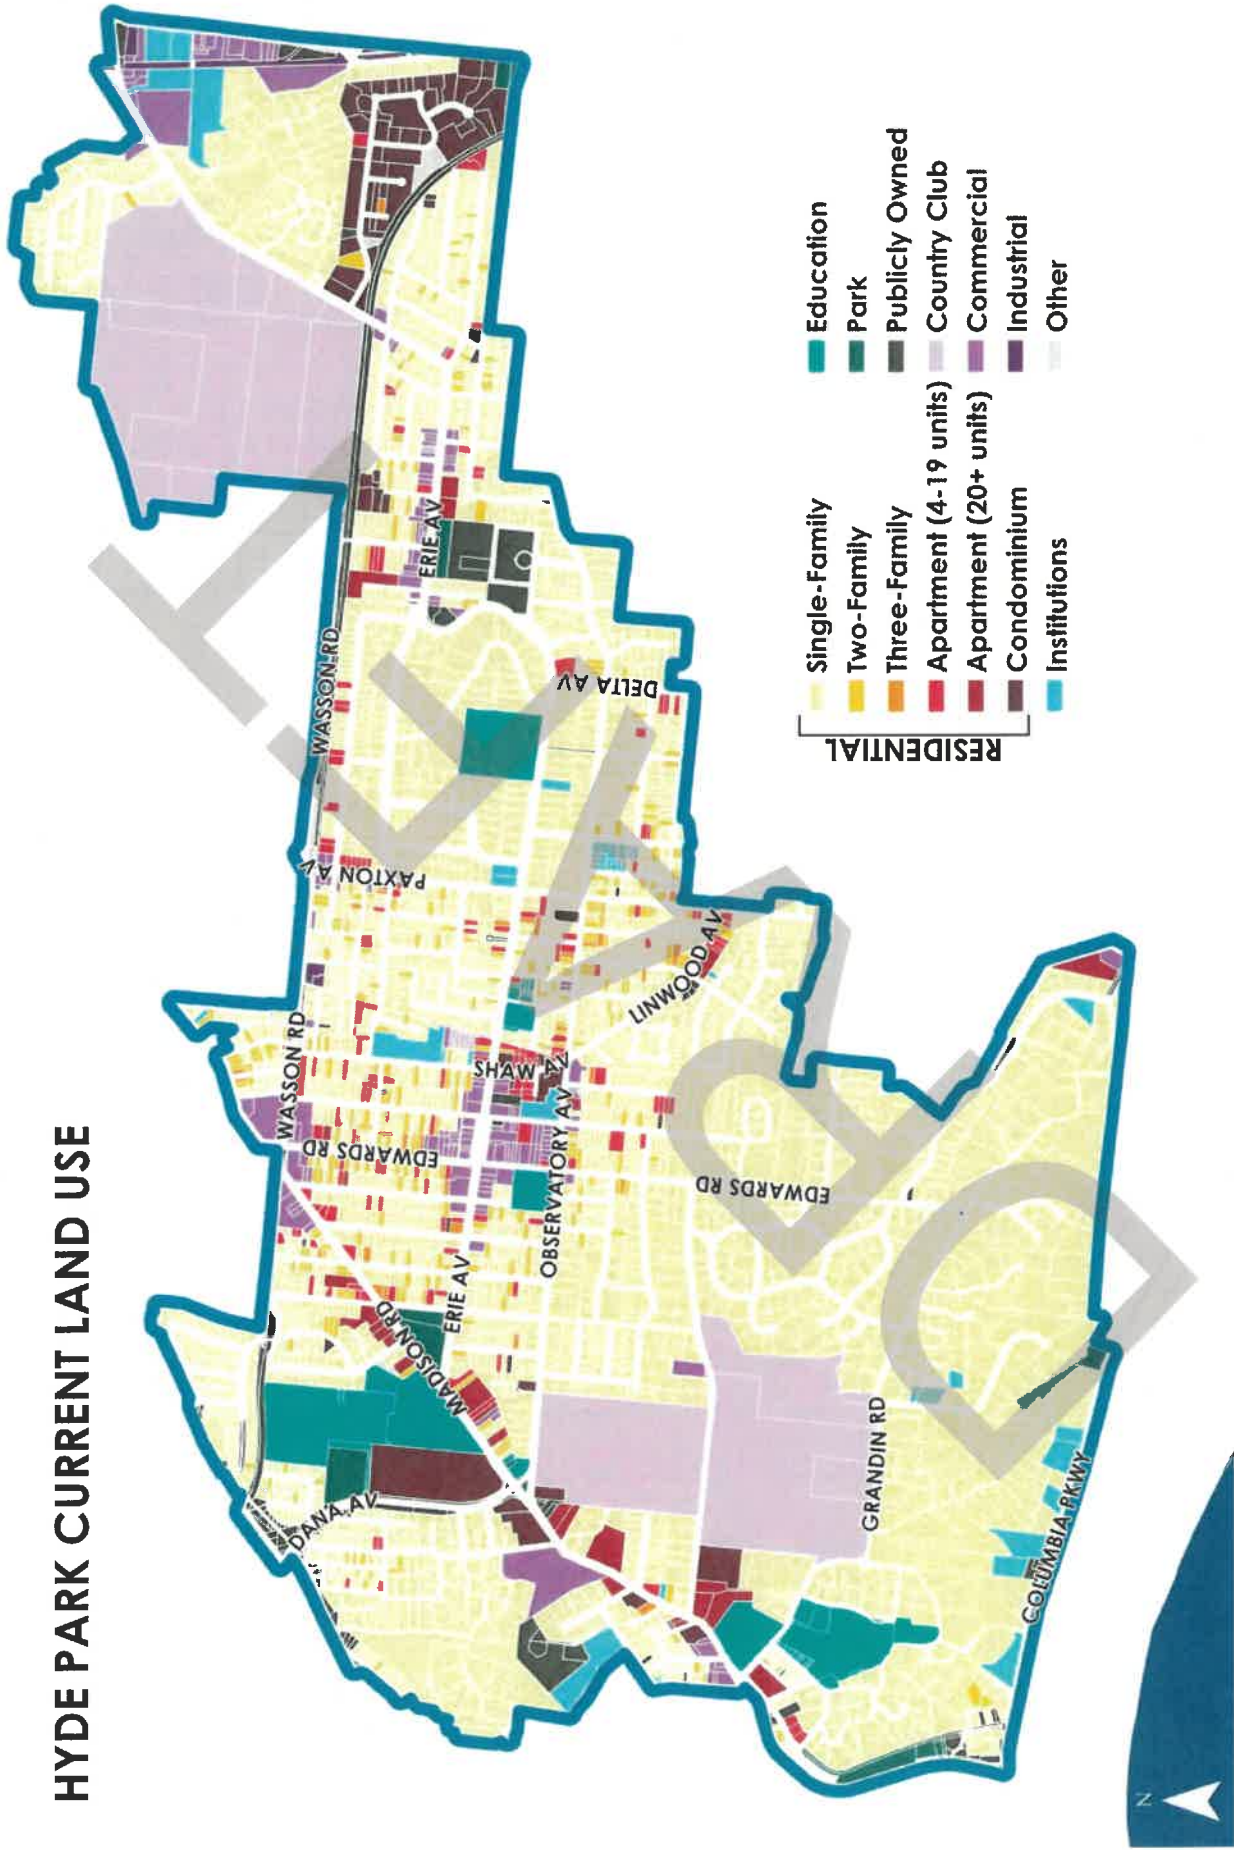 HYDE PARK CURRENT LAND USE
WASSON RD
WASSON RD
PAXTON AV
ERIE AV
DELTA AV
SHAW AV
LINWOOD AV
EDWARDS RD
OBSERVATORY AV
EDWARDS RD
ERIE AV
MADISON RD
DANA AV
GRANDIN RD
COLUMBIA PKWY
DRAFT
RESIDENTIAL
Single-Family
Two-Family
Three-Family
Apartment (4-19 units)
Apartment (20+ units)
Condominium
Institutions
Education
Park
Publicly Owned
Country Club
Commercial
Industrial
Other
N